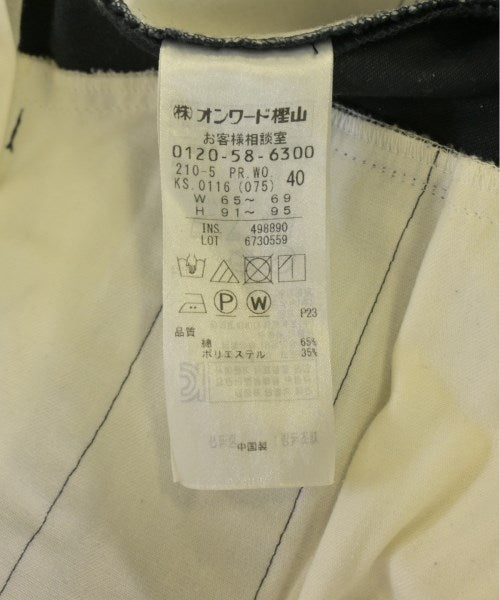 ㈱オンワード樫山
お客様相談室
0120-58-6300
210-5 PR.WO.
KS.0116 (075) 40
W 65～ 69
H 91～ 95
INS. 498890
LOT 6730559
P
W
P23
品質
綿 65%
ポリエステル 35%
中国製